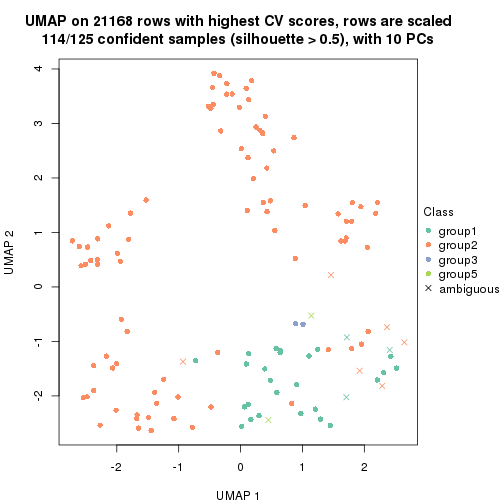 UMAP on 21168 rows with highest CV scores, rows are scaled
114/125 confident samples (silhouette > 0.5), with 10 PCs
4
3
2
1
0
-1
-2
UMAP 2
-2 -1 0 1 2
UMAP 1
Class
group1
group2
group3
group5
ambiguous